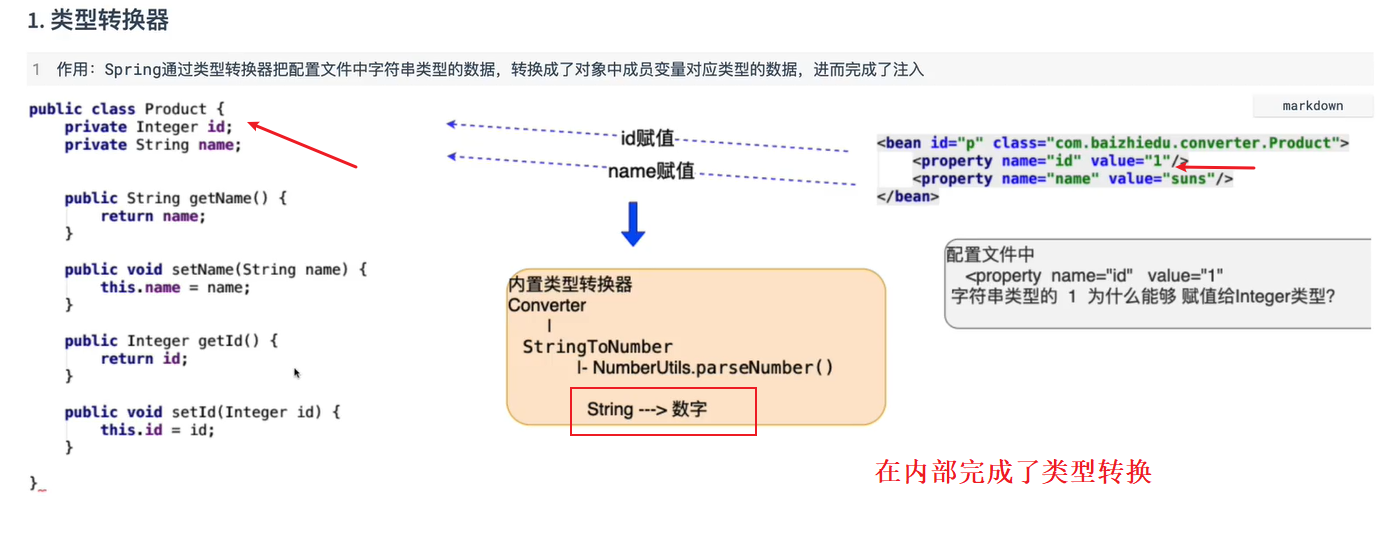 1. 类型转换器
1 作用：Spring通过类型转换器把配置文件中字符串类型的数据，转换成了对象中成员变量对应类型的数据，进而完成了注入
markdown
public class Product {
private Integer id;
private String name;
public String getName() {
return name;
}
public void setName(String name) {
this.name = name;
}
public Integer getId() {
return id;
}
public void setId(Integer id) {
this.id = id;
}
}_
id赋值
name赋值
<bean id="p" class="com.baizhiedu.converter.Product">
<property name="id" value="1"/>
<property name="name" value="suns"/>
</bean>
内置类型转换器
Converter
|
StringToNumber
|- NumberUtils.parseNumber()
String ---> 数字
配置文件中
<property name="id" value="1"
字符串类型的 1 为什么能够 赋值给Integer类型?
在内部完成了类型转换